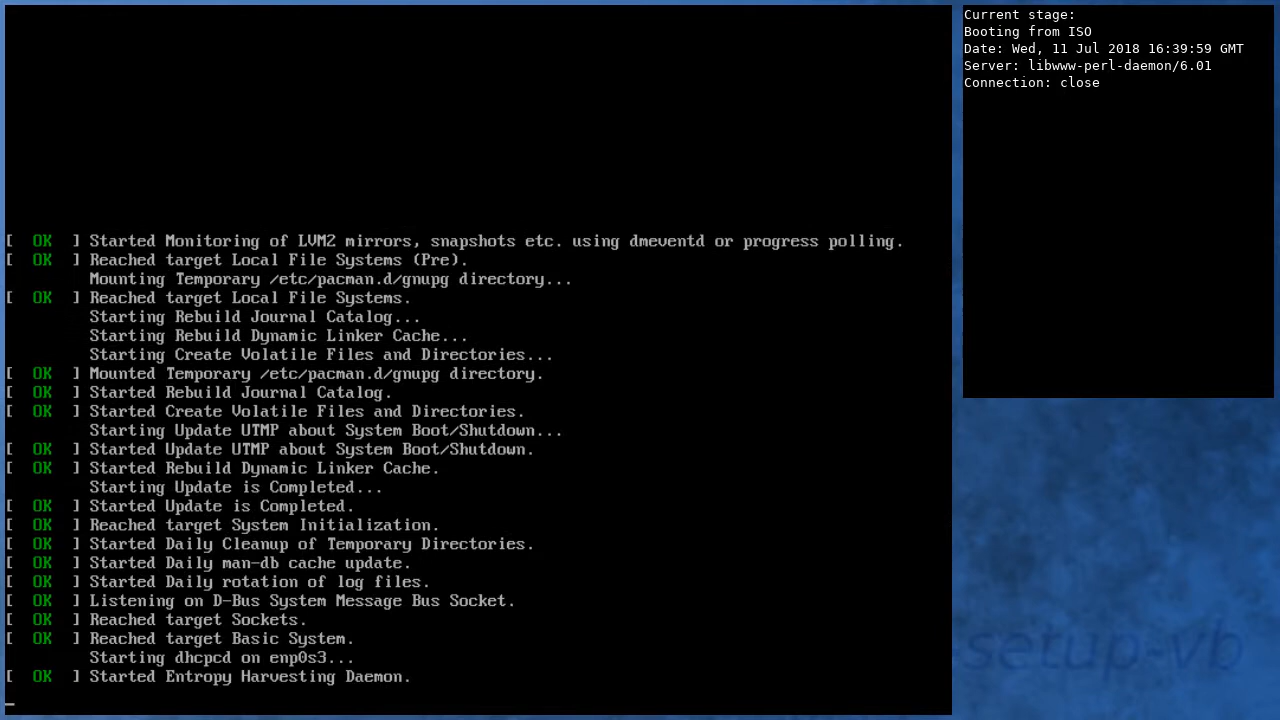 [  OK  ] Started Monitoring of LVM2 mirrors, snapshots etc. using dmeventd or progress polling.
[  OK  ] Reached target Local File Systems (Pre).
         Mounting Temporary /etc/pacman.d/gnupg directory...
[  OK  ] Reached target Local File Systems.
         Starting Rebuild Journal Catalog...
         Starting Rebuild Dynamic Linker Cache...
         Starting Create Volatile Files and Directories...
[  OK  ] Mounted Temporary /etc/pacman.d/gnupg directory.
[  OK  ] Started Rebuild Journal Catalog.
[  OK  ] Started Create Volatile Files and Directories.
         Starting Update UTMP about System Boot/Shutdown...
[  OK  ] Started Update UTMP about System Boot/Shutdown.
[  OK  ] Started Rebuild Dynamic Linker Cache.
         Starting Update is Completed...
[  OK  ] Started Update is Completed.
[  OK  ] Reached target System Initialization.
[  OK  ] Started Daily Cleanup of Temporary Directories.
[  OK  ] Started Daily man-db cache update.
[  OK  ] Started Daily rotation of log files.
[  OK  ] Listening on D-Bus System Message Bus Socket.
[  OK  ] Reached target Sockets.
[  OK  ] Reached target Basic System.
         Starting dhcpcd on enp0s3...
[  OK  ] Started Entropy Harvesting Daemon.
_
Current stage:
Booting from ISO
Date: Wed, 11 Jul 2018 16:39:59 GMT
Server: libwww-perl-daemon/6.01
Connection: close
-setup-vb